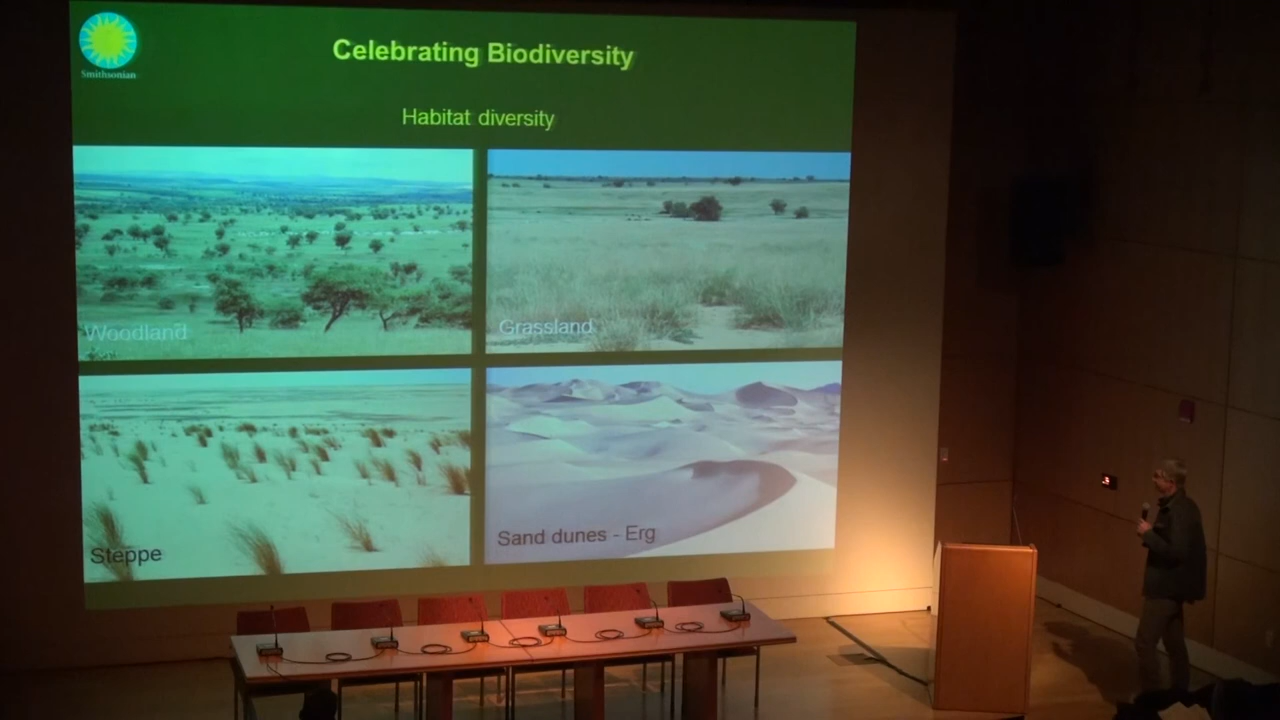 Smithsonian
Celebrating Biodiversity
Habitat diversity
Woodland
Grassland
Steppe
Sand dunes - Erg